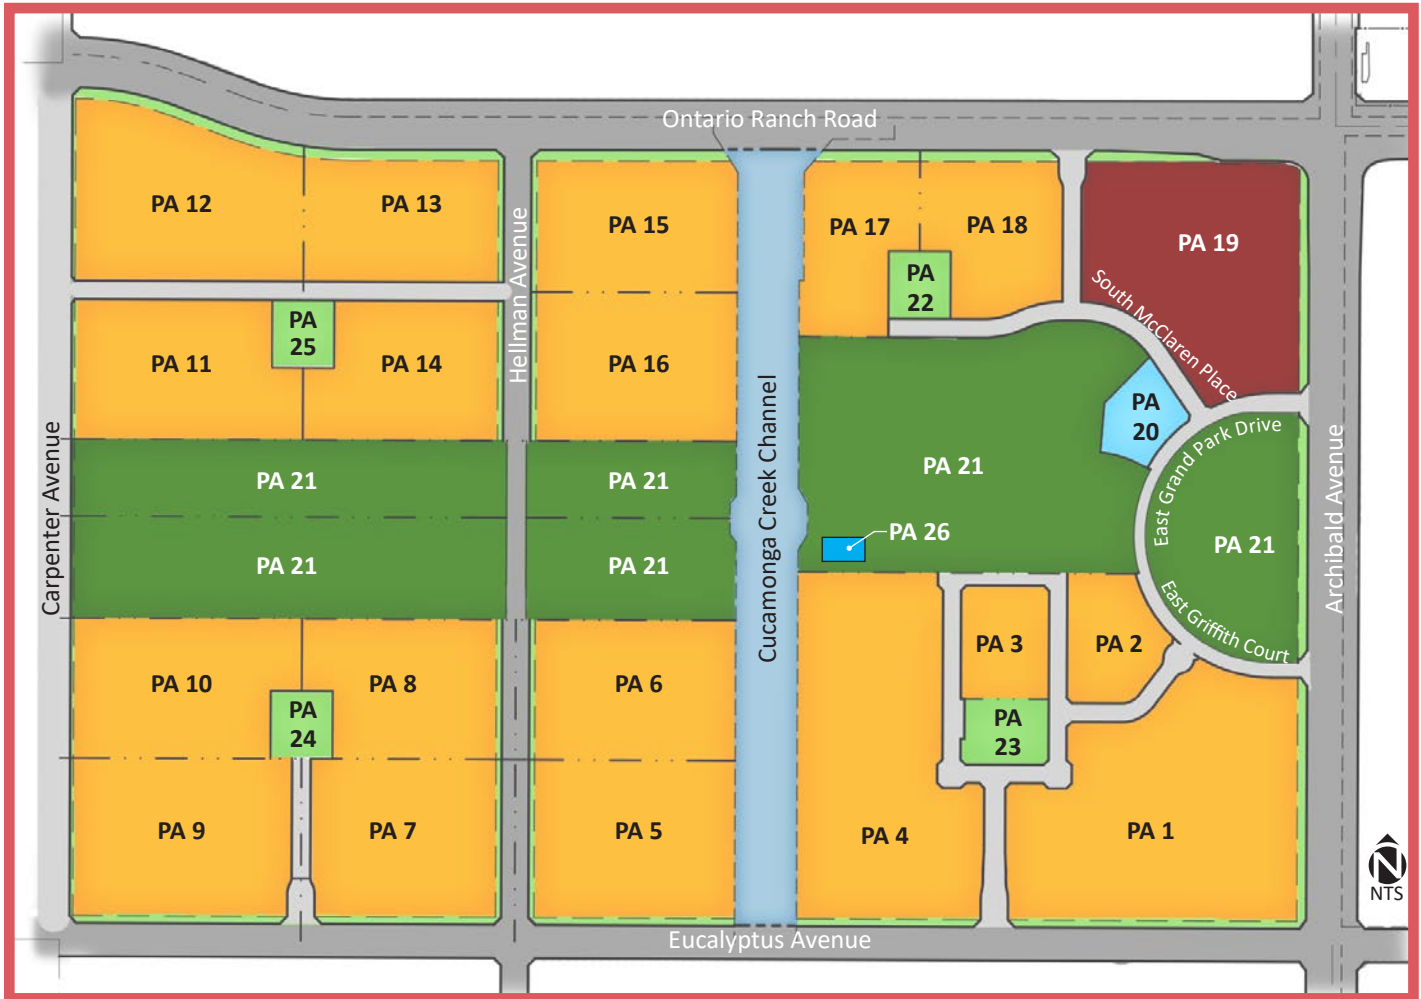 Ontario Ranch Road
PA 12
PA 13
PA 15
PA 17
PA 18
PA 19
Hellman Avenue
PA
22
South McClaren Place
PA
25
PA 11
PA 14
PA 16
Cucamonga Creek Channel
PA
20
East Grand Park Drive
Carpenter Avenue
PA 21
PA 21
PA 21
PA 26
PA 21
Archibald Avenue
PA 21
PA 21
East Griffith Court
PA 10
PA 8
PA 6
PA 3
PA 2
PA
24
PA
23
PA 9
PA 7
PA 5
PA 4
PA 1
N
NTS
Eucalyptus Avenue